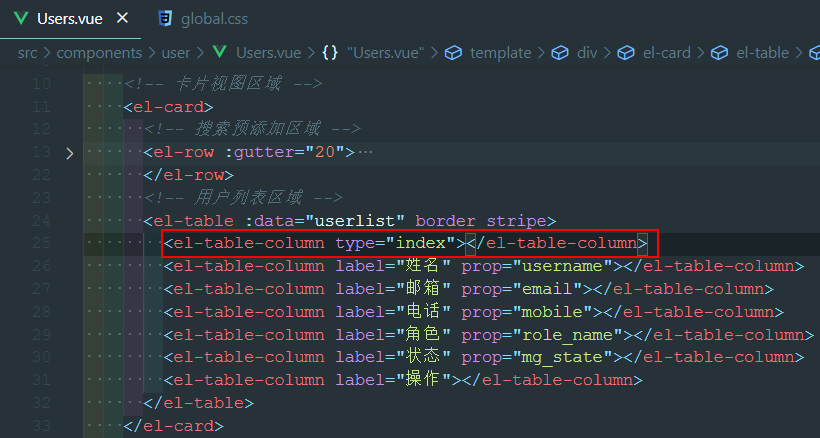 Users.vue × global.css
src > components > user > Users.vue > {} "Users.vue" > template > div > el-card > el-table >
10 <!-- 卡片视图区域 -->
11 <el-card>
12 <!-- 搜索预添加区域 -->
13 > <el-row :gutter="20">…
22 </el-row>
23 <!-- 用户列表区域 -->
24 <el-table :data="userlist" border stripe>
25 <el-table-column type="index"></el-table-column>
26 <el-table-column label="姓名" prop="username"></el-table-column>
27 <el-table-column label="邮箱" prop="email"></el-table-column>
28 <el-table-column label="电话" prop="mobile"></el-table-column>
29 <el-table-column label="角色" prop="role_name"></el-table-column>
30 <el-table-column label="状态" prop="mg_state"></el-table-column>
31 <el-table-column label="操作"></el-table-column>
32 </el-table>
33 </el-card>